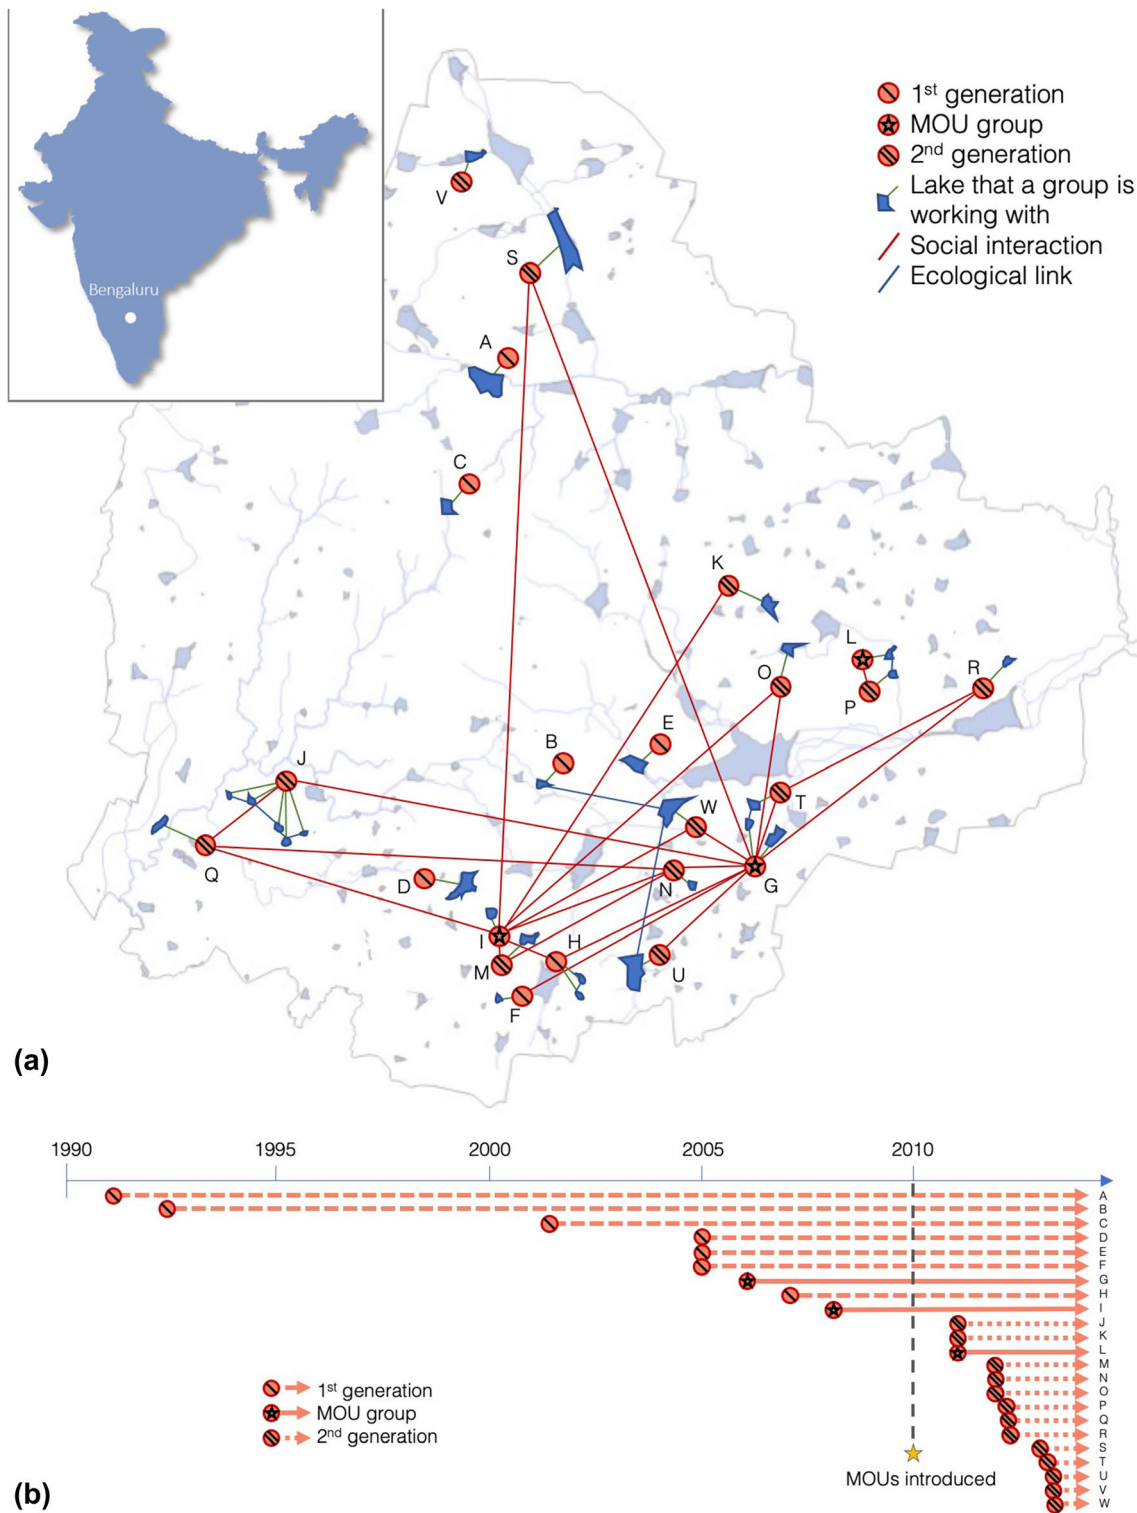 Bengaluru
1st generation
MOU group
2nd generation
Lake that a group is
working with
Social interaction
Ecological link
V
S
A
C
K
L
O
R
P
E
B
J
W
T
Q
D
N
G
I
H
M
U
F
(a)
1990 1995 2000 2005 2010
A
B
C
D
E
F
G
H
I
J
K
L
M
N
O
P
Q
R
S
T
U
V
W
1st generation
MOU group
2nd generation
MOUs introduced
(b)